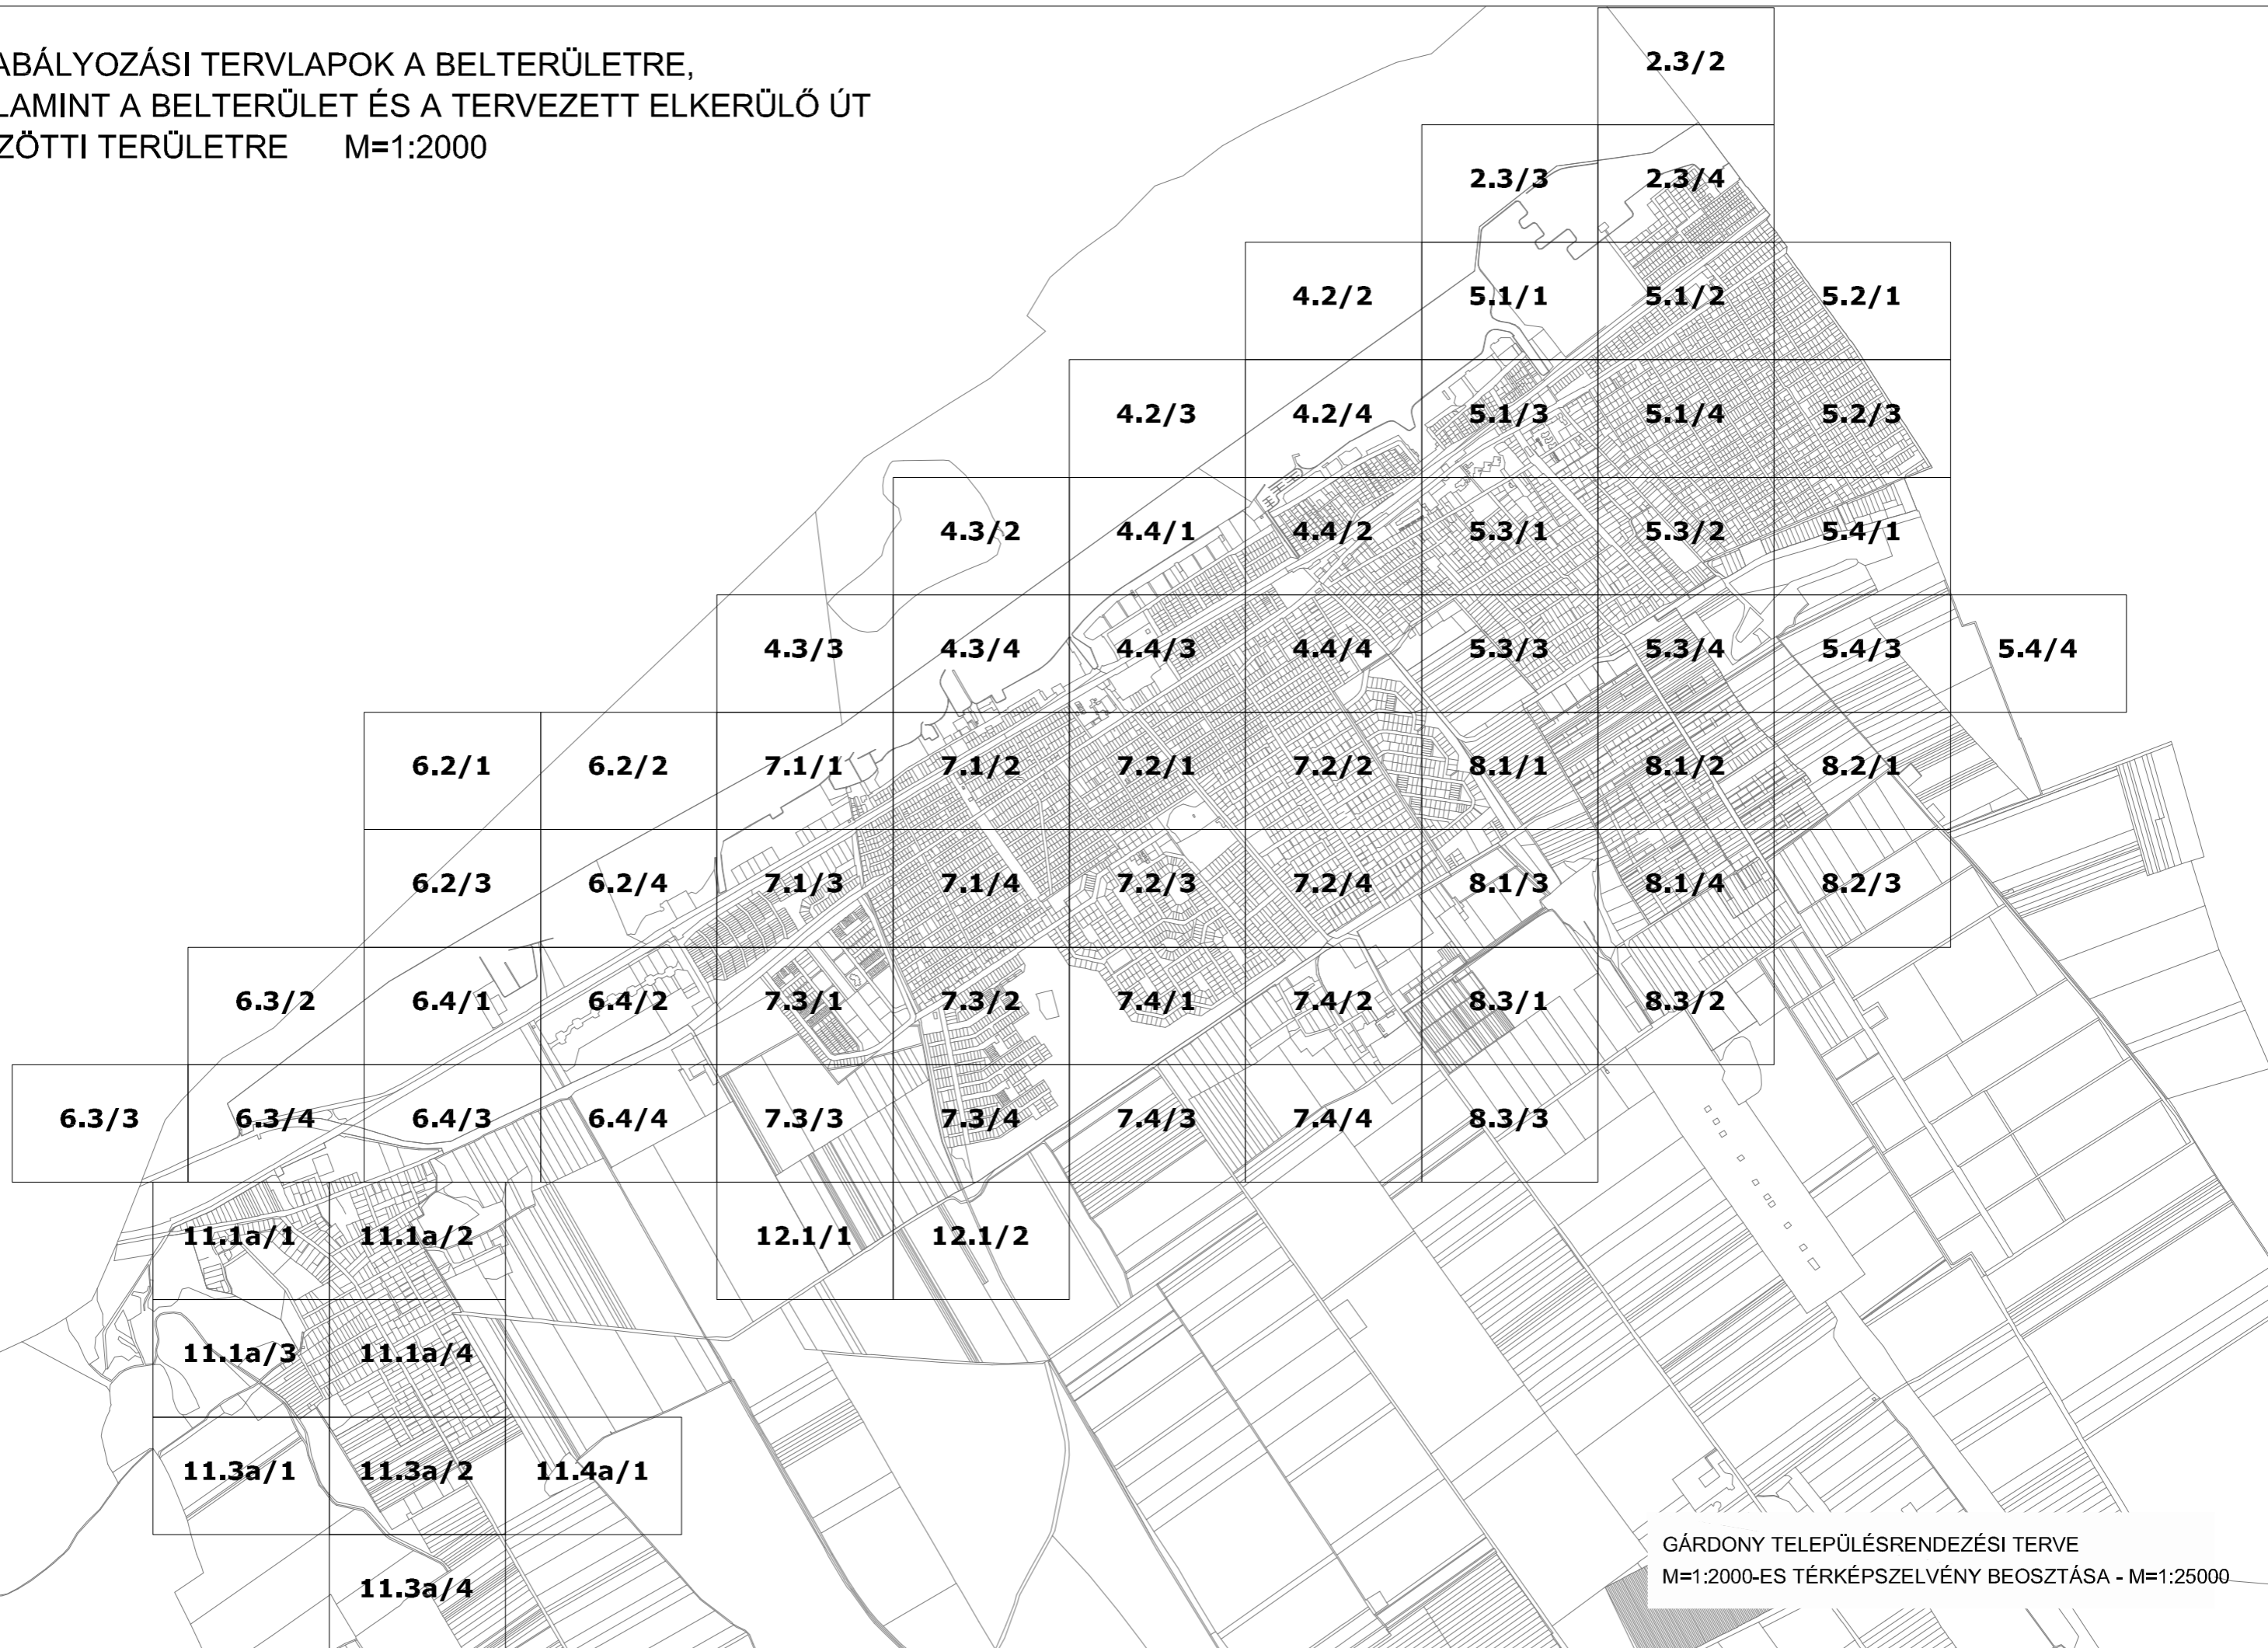 ABÁLYOZÁSI TERVLAPOK A BELTERÜLETRE,
LAMINT A BELTERÜLET ÉS A TERVEZETT ELKERÜLŐ ÚT
ZÖTTI TERÜLETRE M=1:2000
2.3/2
2.3/3 2.3/4
4.2/2 5.1/1 5.1/2 5.2/1
4.2/3 4.2/4 5.1/3 5.1/4 5.2/3
4.3/2 4.4/1 4.4/2 5.3/1 5.3/2 5.4/1
4.3/3 4.3/4 4.4/3 4.4/4 5.3/3 5.3/4 5.4/3 5.4/4
6.2/1 6.2/2 7.1/1 7.1/2 7.2/1 7.2/2 8.1/1 8.1/2 8.2/1
6.2/3 6.2/4 7.1/3 7.1/4 7.2/3 7.2/4 8.1/3 8.1/4 8.2/3
6.3/2 6.4/1 6.4/2 7.3/1 7.3/2 7.4/1 7.4/2 8.3/1 8.3/2
6.3/3 6.3/4 6.4/3 6.4/4 7.3/3 7.3/4 7.4/3 7.4/4 8.3/3
11.1a/1 11.1a/2 12.1/1 12.1/2
11.1a/3 11.1a/4
11.3a/1 11.3a/2 11.4a/1
11.3a/4
GÁRDONY TELEPÜLÉSRENDEZÉSI TERVE
M=1:2000-ES TÉRKÉPSZELVÉNY BEOSZTÁSA - M=1:25000